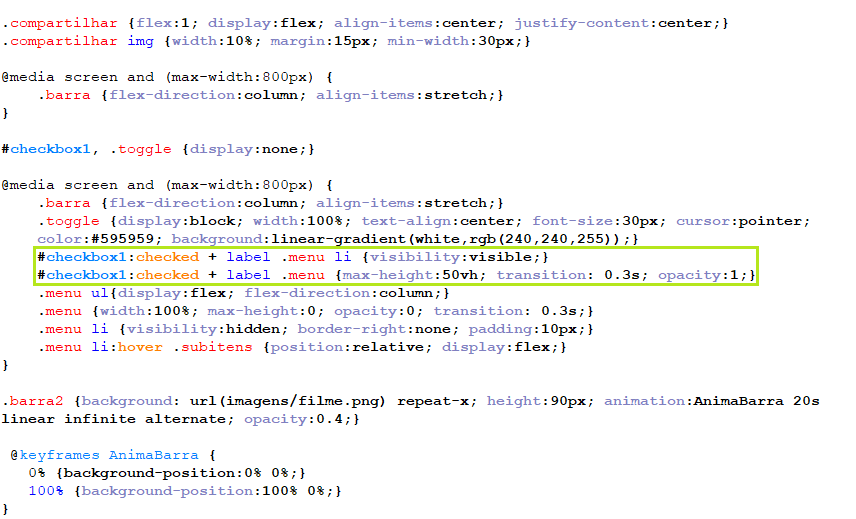 .compartilhar {flex:1; display:flex; align-items:center; justify-content:center;}
.compartilhar img {width:10%; margin:15px; min-width:30px;}
@media screen and (max-width:800px) {
.barra {flex-direction:column; align-items:stretch;}
}
#checkbox1, .toggle {display:none;}
@media screen and (max-width:800px) {
.barra {flex-direction:column; align-items:stretch;}
.toggle {display:block; width:100%; text-align:center; font-size:30px; cursor:pointer;
color:#595959; background:linear-gradient(white,rgb(240,240,255));}
#checkbox1:checked + label .menu li {visibility:visible;}
#checkbox1:checked + label .menu {max-height:50vh; transition: 0.3s; opacity:1;}
.menu ul{display:flex; flex-direction:column;}
.menu {width:100%; max-height:0; opacity:0; transition: 0.3s;}
.menu li {visibility:hidden; border-right:none; padding:10px;}
.menu li:hover .subitens {position:relative; display:flex;}
}
.barra2 {background: url(imagens/filme.png) repeat-x; height:90px; animation:AnimaBarra 20s
linear infinite alternate; opacity:0.4;}
@keyframes AnimaBarra {
0% {background-position:0% 0%;}
100% {background-position:100% 0%;}
}